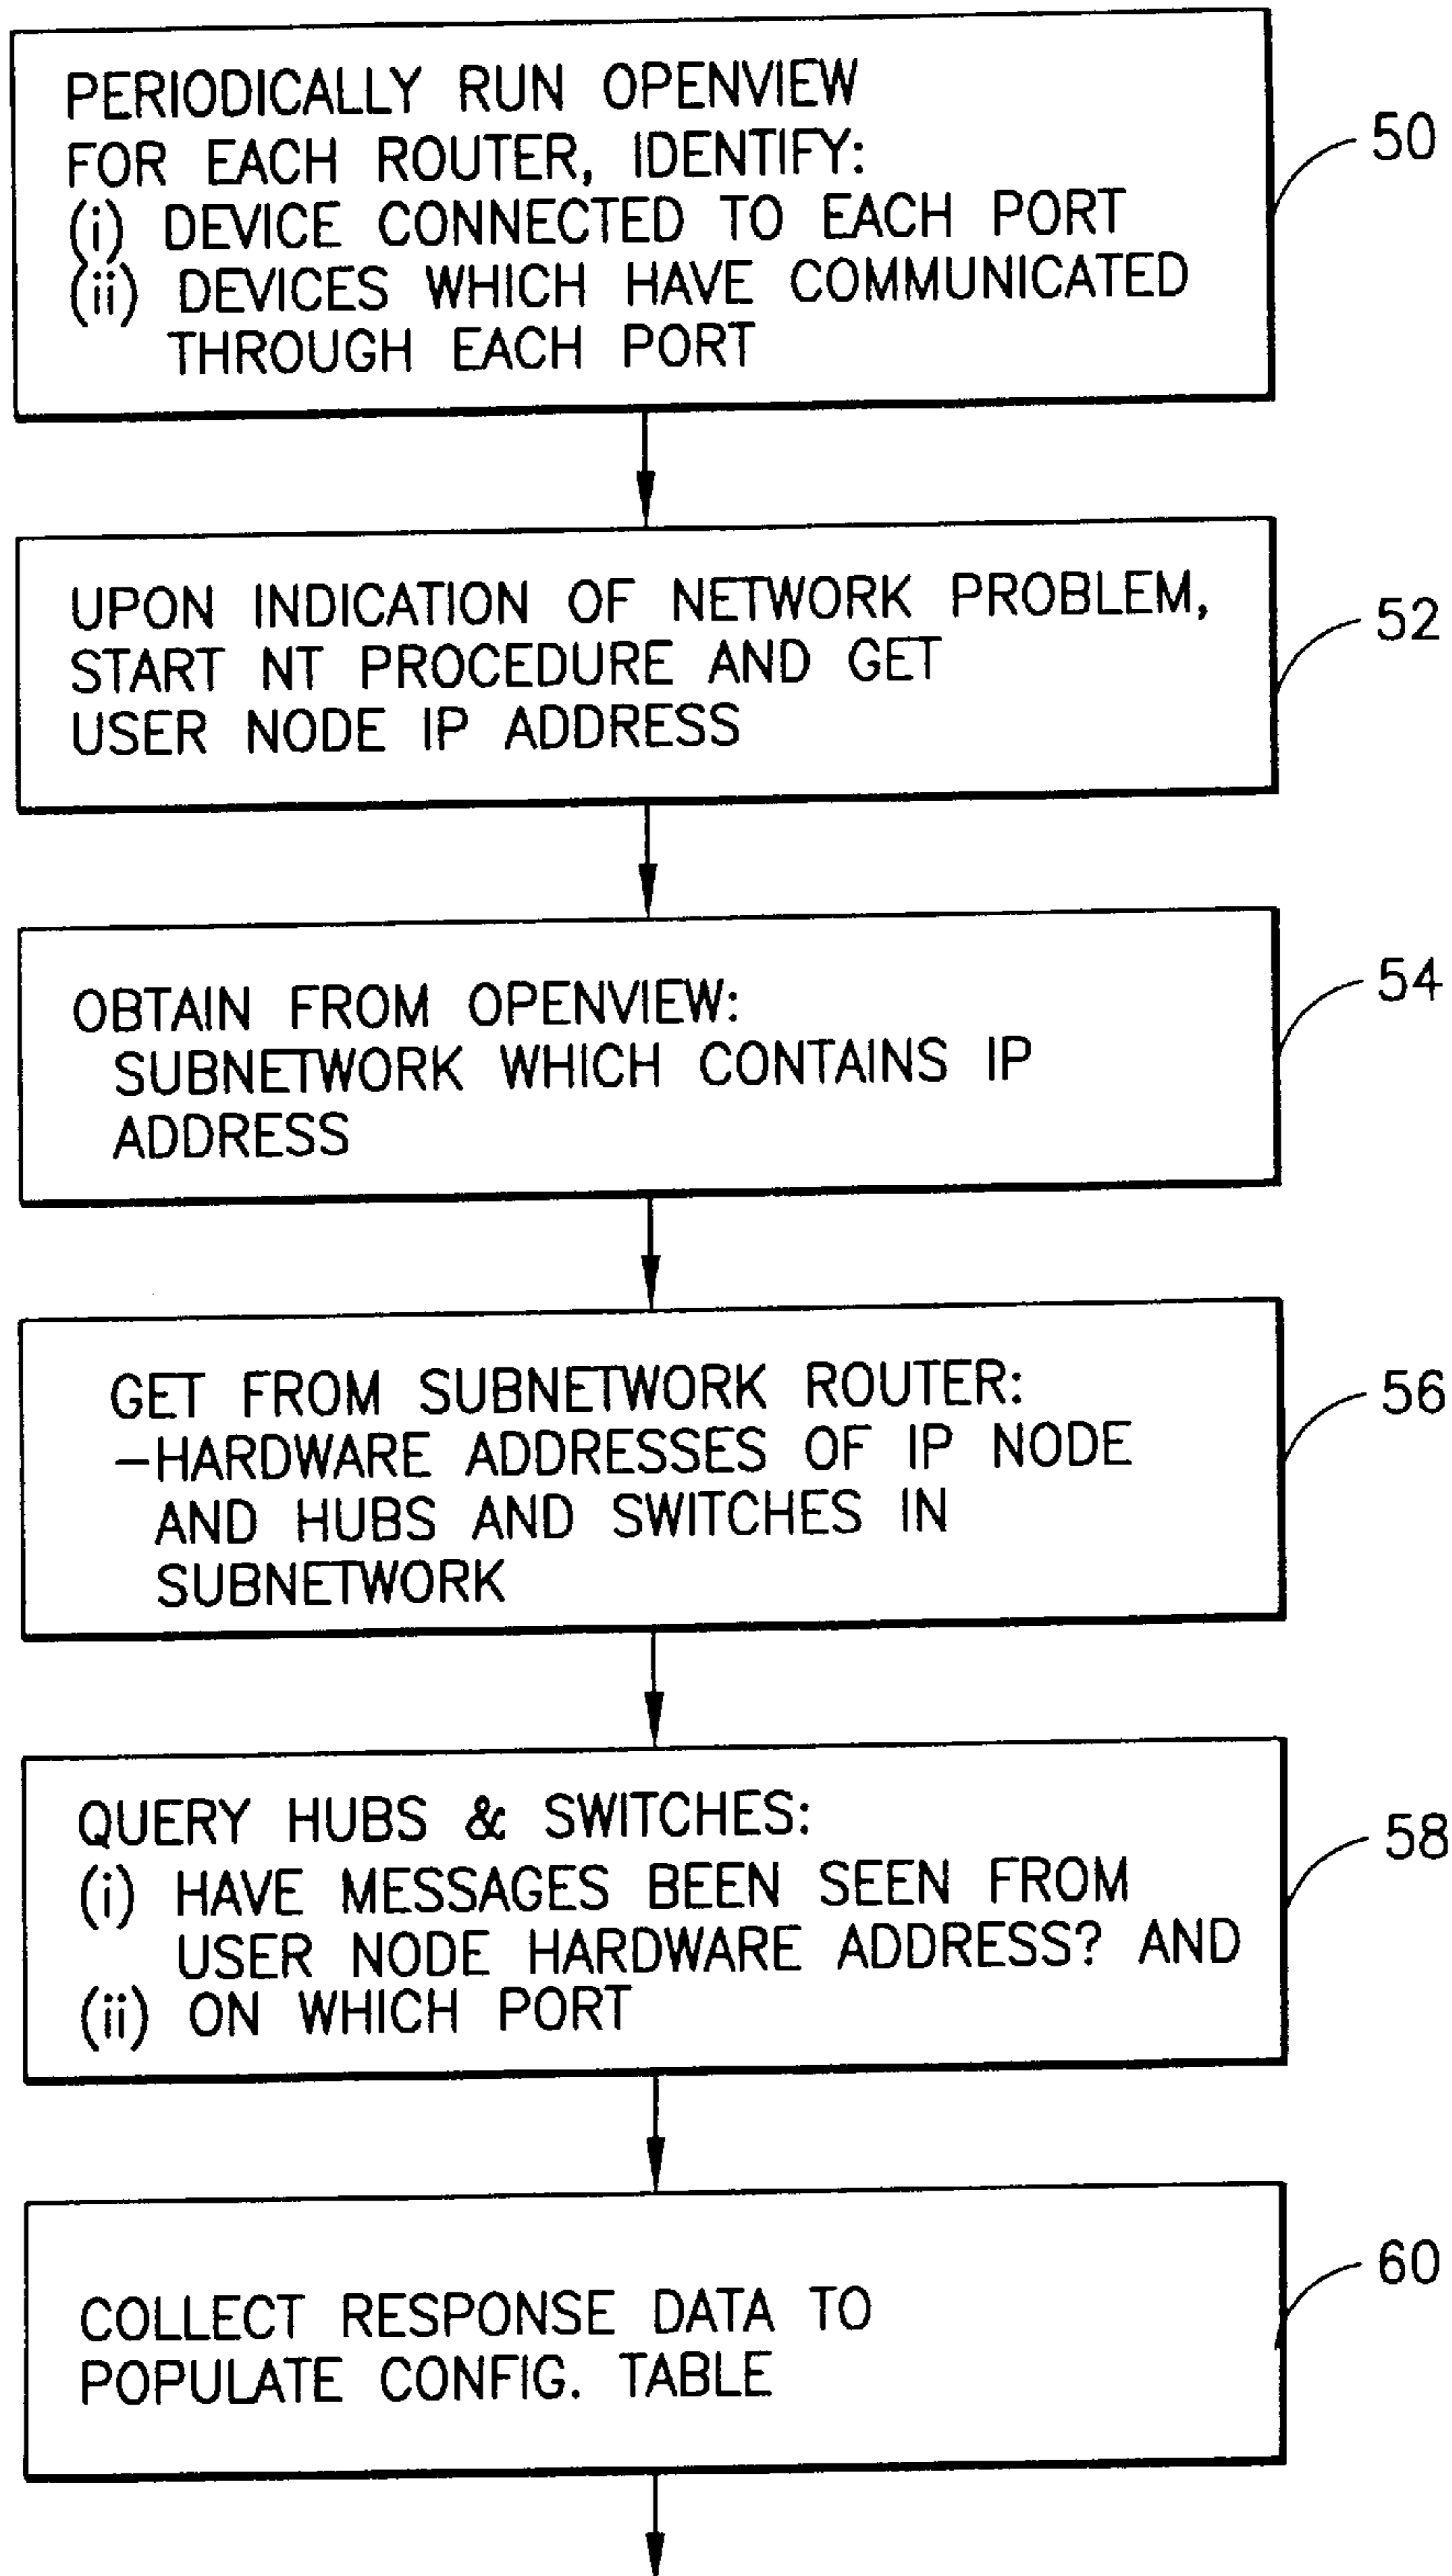 PERIODICALLY RUN OPENVIEW
FOR EACH ROUTER, IDENTIFY:
(i) DEVICE CONNECTED TO EACH PORT
(ii) DEVICES WHICH HAVE COMMUNICATED
THROUGH EACH PORT
50
UPON INDICATION OF NETWORK PROBLEM,
START NT PROCEDURE AND GET
USER NODE IP ADDRESS
52
OBTAIN FROM OPENVIEW:
SUBNETWORK WHICH CONTAINS IP
ADDRESS
54
GET FROM SUBNETWORK ROUTER:
-HARDWARE ADDRESSES OF IP NODE
AND HUBS AND SWITCHES IN
SUBNETWORK
56
QUERY HUBS & SWITCHES:
(i) HAVE MESSAGES BEEN SEEN FROM
USER NODE HARDWARE ADDRESS? AND
(ii) ON WHICH PORT
58
COLLECT RESPONSE DATA TO
POPULATE CONFIG. TABLE
60